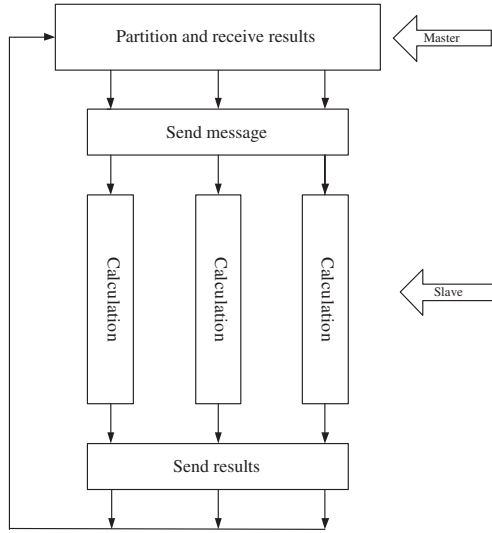 Partition and receive results
Master
Send message
Calculation
Calculation
Calculation
Slave
Send results